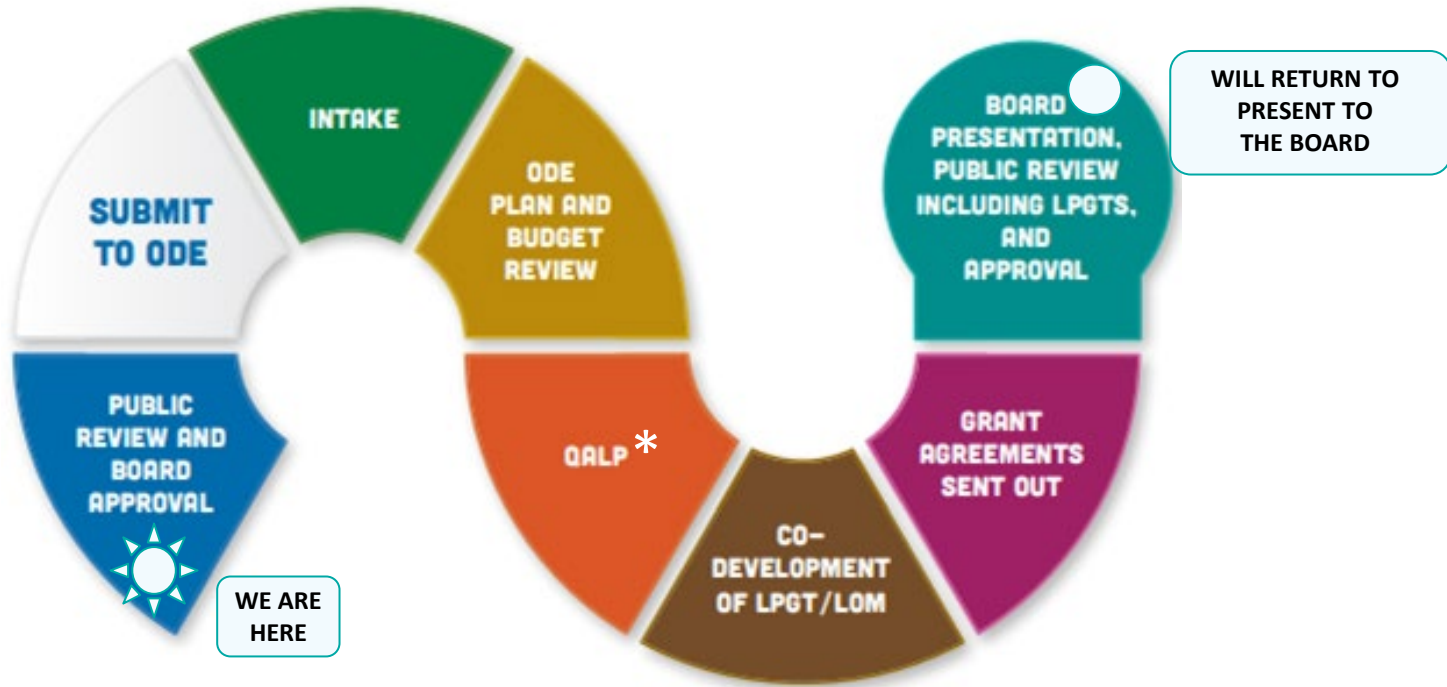 PUBLIC
REVIEW AND
BOARD
APPROVAL
WE ARE
HERE
SUBMIT
TO ODE
INTAKE
ODE
PLAN AND
BUDGET
REVIEW
QALP *
CO-
DEVELOPMENT
OF LPGT/LOM
GRANT
AGREEMENTS
SENT OUT
BOARD
PRESENTATION,
PUBLIC REVIEW
INCLUDING LPGTS,
AND
APPROVAL
WILL RETURN TO
PRESENT TO
THE BOARD